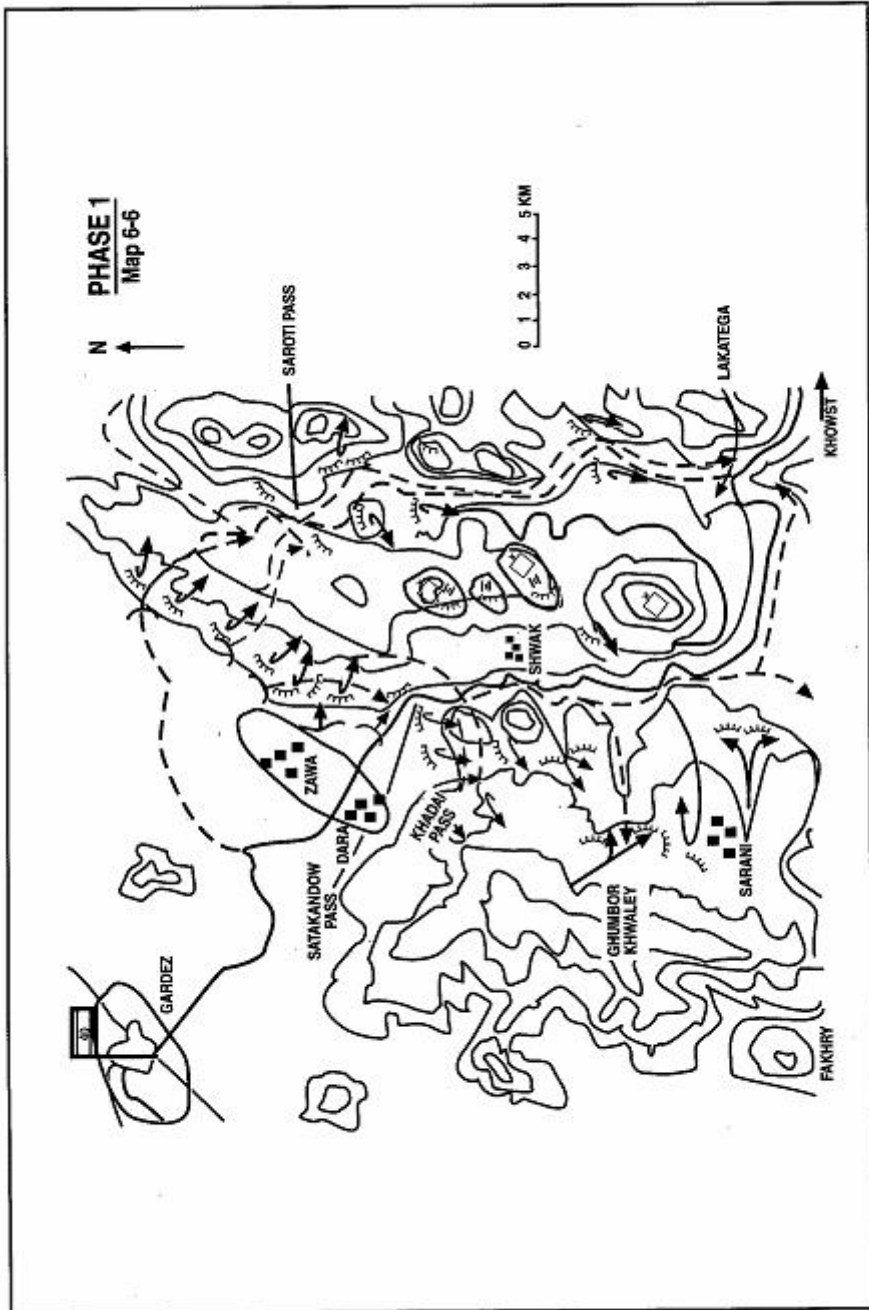 PHASE 1
Map 6-6
N
GARDEZ
SAROTI PASS
ZAWA
SATAKANDOW
PASS
DARA
KHADAI
PASS
0 1 2 3 4 5 KM
SHWAK
GHUMBOR
KHWALEY
LAKATEGA
SARANI
FAKHRY
KHOWST